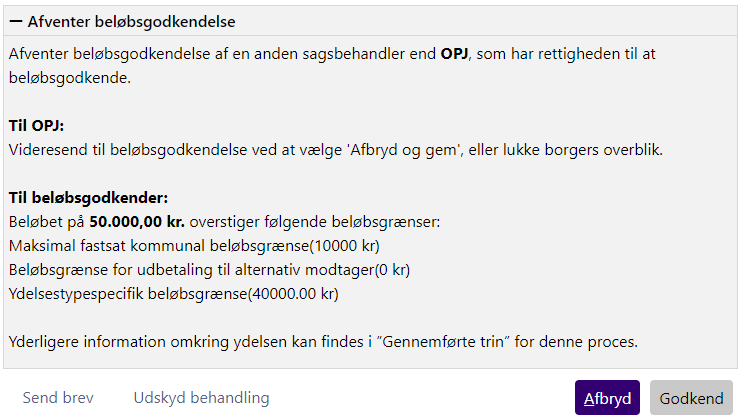 — Afventer beløbsgodkendelse
Afventer beløbsgodkendelse af en anden sagsbehandler end OPJ, som har rettigheden til at
beløbsgodkende.
Til OPJ:
Videresend til beløbsgodkendelse ved at vælge 'Afbryd og gem', eller lukke borgers overblik.
Til beløbsgodkender:
Beløbet på 50.000,00 kr. overstiger følgende beløbsgrænser:
Maksimal fastsat kommunal beløbsgrænse(10000 kr)
Beløbsgrænse for udbetaling til alternativ modtager(0 kr)
Ydelsestypespecifik beløbsgrænse(40000.00 kr)
Yderligere information omkring ydelsen kan findes i ”Gennemførte trin” for denne proces.
Send brev Udskyd behandling Afbryd Godkend